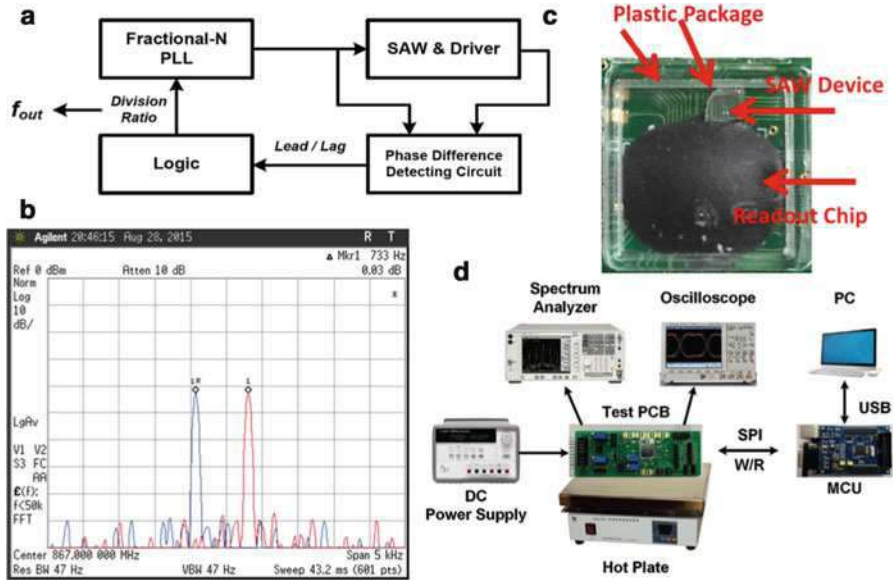 a
Fractional-N
PLL
SAW & Driver
fout
Division
Ratio
Logic
Lead / Lag
Phase Difference
Detecting Circuit
b
Agilent 20:46:15 Aug 28, 2015 R T
Δ Mkr1 733 Hz
Ref 0 dBm Atten 10 dB 0.03 dB
Norm
Log
10
dB/
1R 1
LgAv
V1 V2
S3 FC
AA
£(f):
f<50k
FFT
Center 867.000 000 MHz Span 5 kHz
Res BW 47 Hz VBW 47 Hz Sweep 43.2 ms (601 pts)
c
Plastic Package
SAW Device
Readout Chip
d
Spectrum
Analyzer
Oscilloscope
PC
Test PCB
USB
SPI
W/R
MCU
DC
Power Supply
Hot Plate